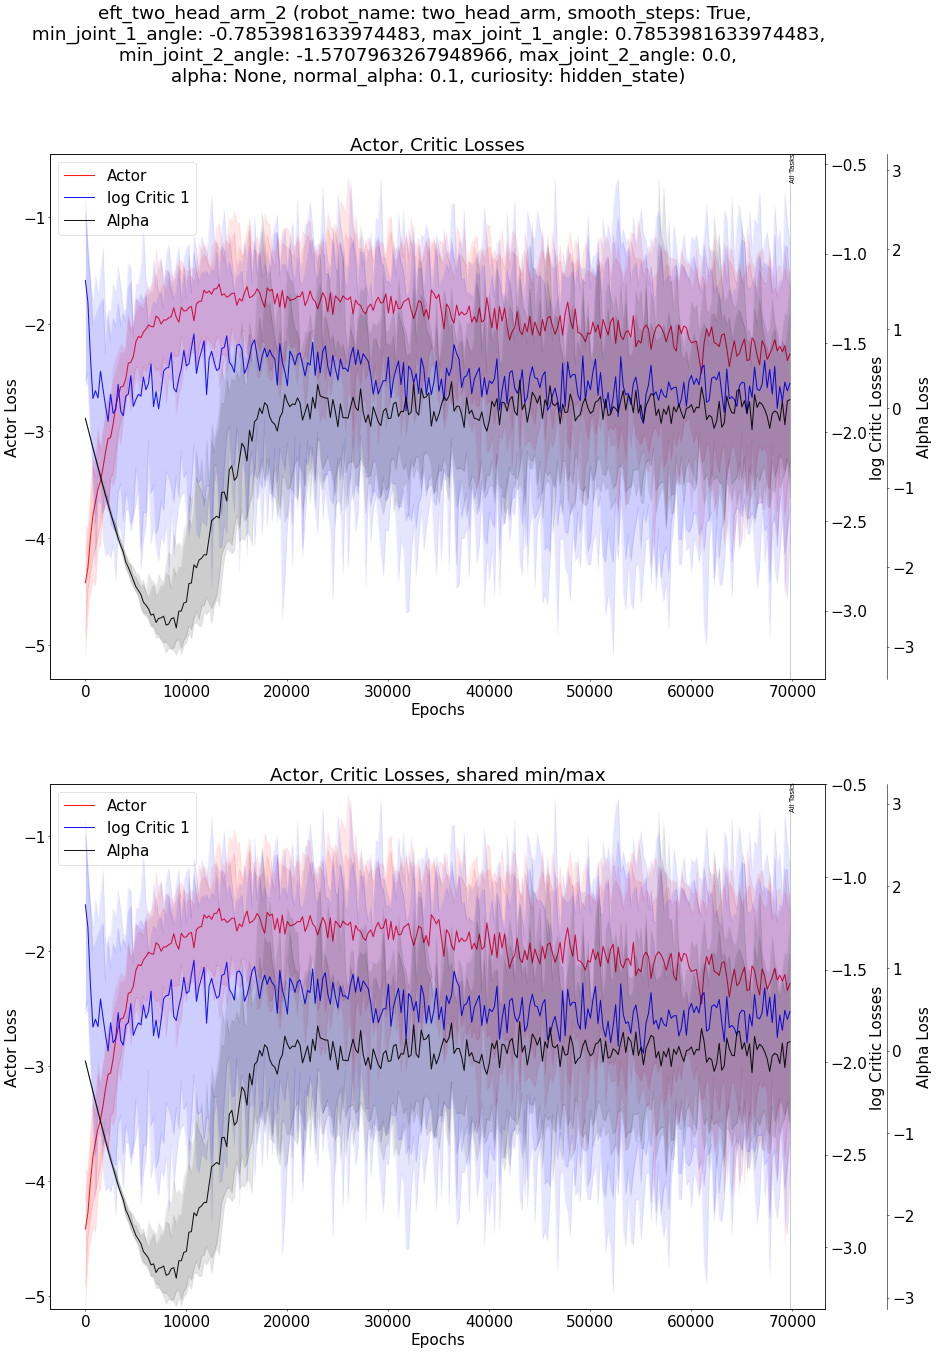 eft_two_head_arm_2 (robot_name: two_head_arm, smooth_steps: True,
min_joint_1_angle: -0.7853981633974483, max_joint_1_angle: 0.7853981633974483,
min_joint_2_angle: -1.5707963267948966, max_joint_2_angle: 0.0,
alpha: None, normal_alpha: 0.1, curiosity: hidden_state)
Actor, Critic Losses
Actor
log Critic 1
Alpha
All Tasks
−1
−2
−3
−4
−5
Actor Loss
−0.5
−1.0
−1.5
−2.0
−2.5
−3.0
log Critic Losses
3
2
1
0
−1
−2
−3
Alpha Loss
0
10000
20000
30000
40000
50000
60000
70000
Epochs
Actor, Critic Losses, shared min/max
Actor
log Critic 1
Alpha
All Tasks
−1
−2
−3
−4
−5
Actor Loss
−0.5
−1.0
−1.5
−2.0
−2.5
−3.0
log Critic Losses
3
2
1
0
−1
−2
−3
Alpha Loss
0
10000
20000
30000
40000
50000
60000
70000
Epochs